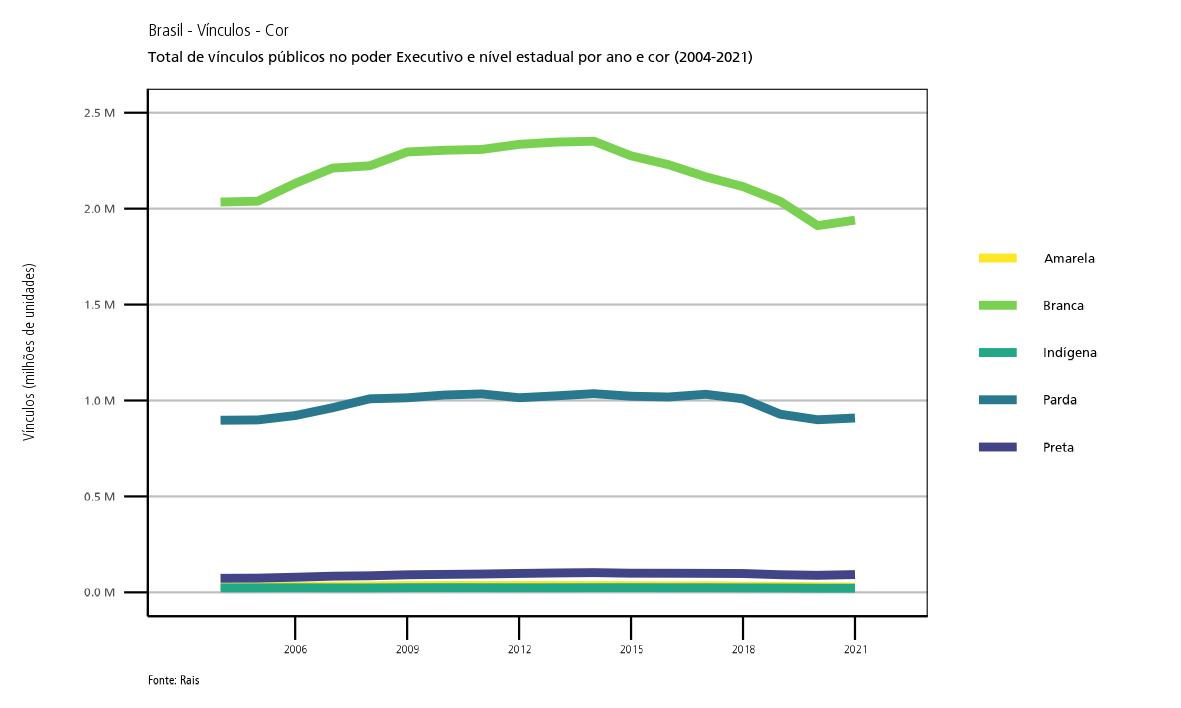 Brasil - Vínculos - Cor
Total de vínculos públicos no poder Executivo e nível estadual por ano e cor (2004-2021)
Vínculos (milhões de unidades)
2.5 M
2.0 M
1.5 M
1.0 M
0.5 M
0.0 M
2006
2009
2012
2015
2018
2021
Amarela
Branca
Indígena
Parda
Preta
Fonte: Rais